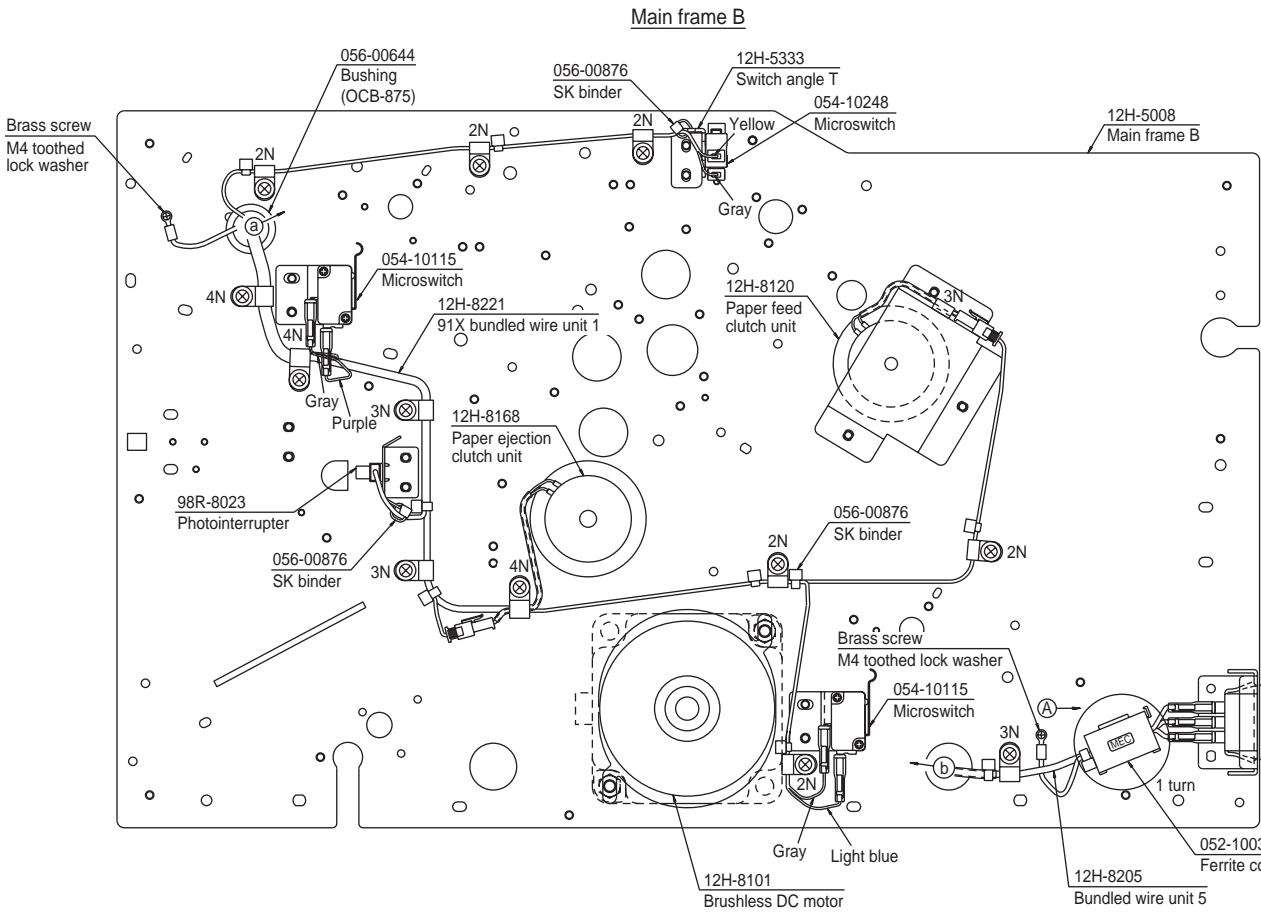 Main frame B
056-00644
Bushing
(OCB-875)
056-00876
SK binder
12H-5333
Switch angle T
054-10248
Microswitch
12H-5008
Main frame B
Brass screw
M4 toothed
lock washer
2N
2N
2N
Yellow
Gray
a
054-10115
Microswitch
4N
12H-8221
91X bundled wire unit 1
4N
Gray
Purple
3N
12H-8120
Paper feed
clutch unit
3N
12H-8168
Paper ejection
clutch unit
98R-8023
Photointerrupter
056-00876
SK binder
3N
4N
2N
056-00876
SK binder
2N
Brass screw
M4 toothed lock washer
054-10115
Microswitch
A
3N
MEC
b
2N
1 turn
Gray
Light blue
052-1003
Ferrite co
12H-8101
Brushless DC motor
12H-8205
Bundled wire unit 5